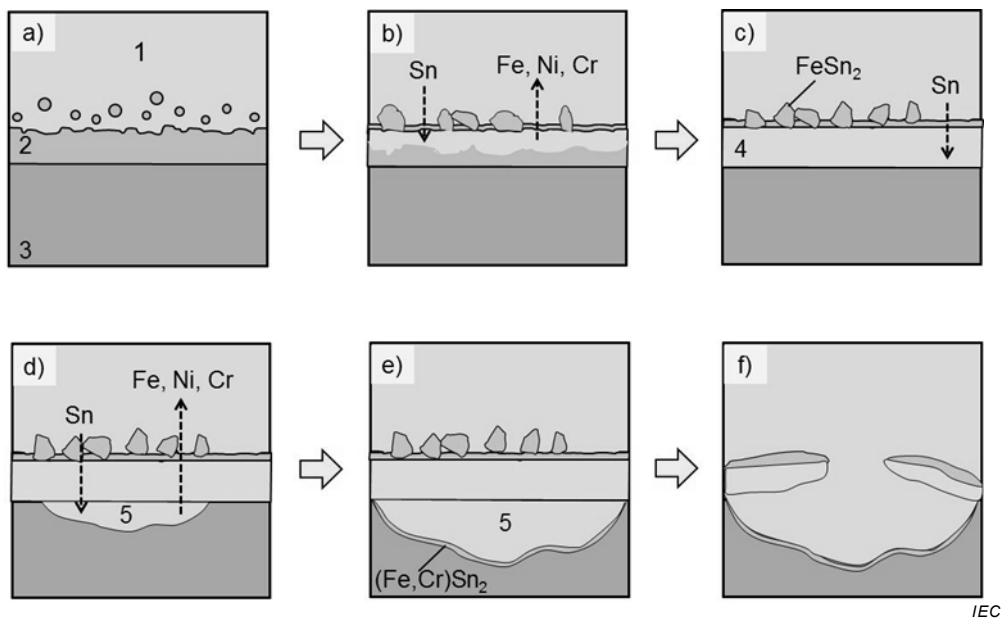 a)
1
2
3
b)
Sn
Fe, Ni, Cr
c)
FeSn₂
Sn
4
d)
Fe, Ni, Cr
Sn
5
e)
5
(Fe,Cr)Sn₂
f)
IEC